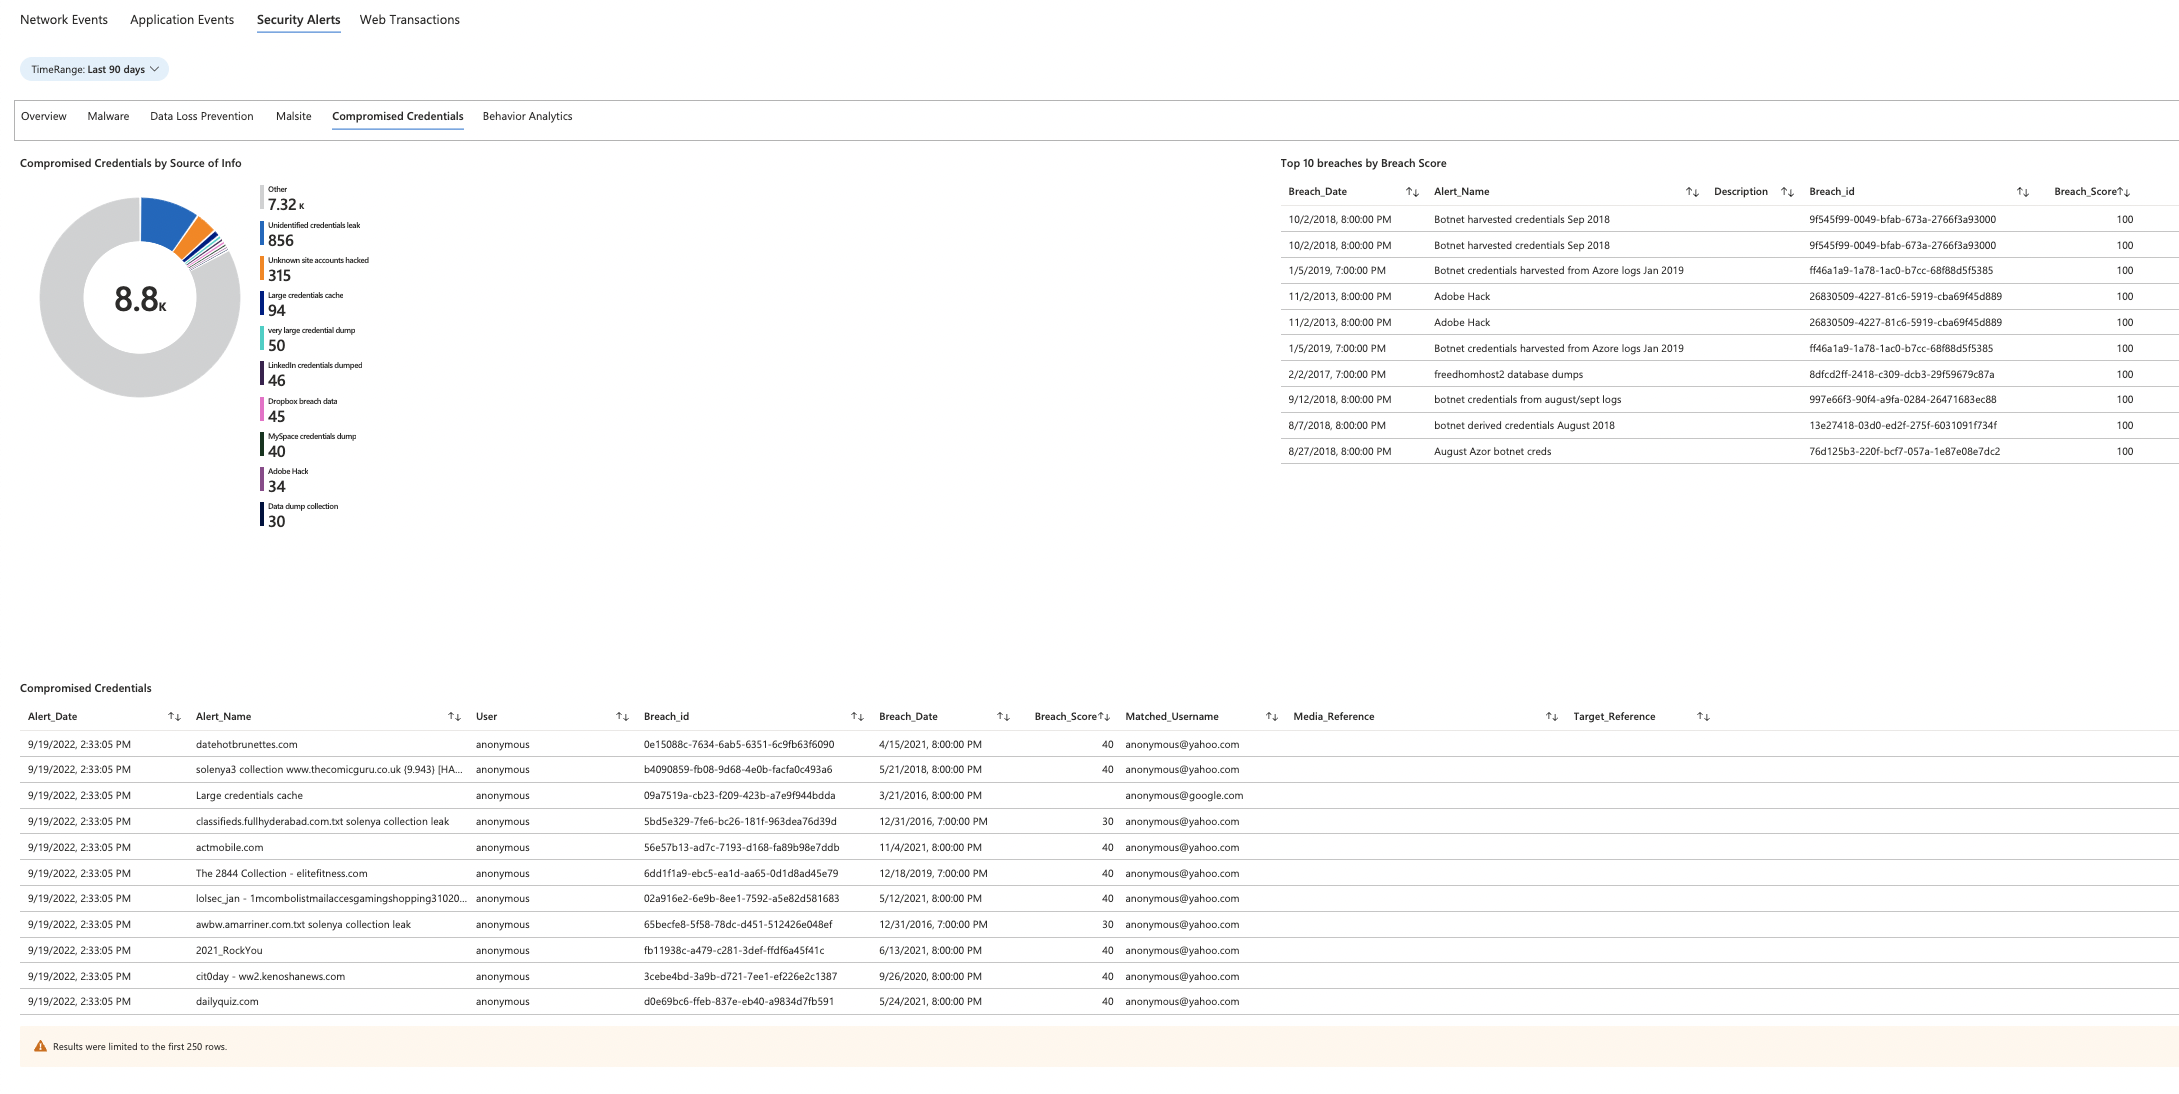 Network Events Application Events Security Alerts Web Transactions
TimeRange: Last 90 days
Overview Malware Data Loss Prevention Malsite Compromised Credentials Behavior Analytics
Compromised Credentials by Source of Info
8.8K
Other
7.32 K
Unidentified credentials leak
856
Unknown site accounts hacked
315
Large credentials cache
94
very large credential dump
50
LinkedIn credentials dumped
46
Dropbox breach data
45
MySpace credentials dump
40
Adobe Hack
34
Data dump collection
30
Top 10 breaches by Breach Score
Breach_Date Alert_Name Description Breach_id Breach_Score
10/2/2018, 8:00:00 PM Botnet harvested credentials Sep 2018 9f545f99-0049-bfab-673a-2766f3a93000 100
10/2/2018, 8:00:00 PM Botnet harvested credentials Sep 2018 9f545f99-0049-bfab-673a-2766f3a93000 100
1/5/2019, 7:00:00 PM Botnet credentials harvested from Azore logs Jan 2019 ff46a1a9-1a78-1ac0-b7cc-68f88d5f5385 100
11/2/2013, 8:00:00 PM Adobe Hack 26830509-4227-81c6-5919-cba69f45d889 100
11/2/2013, 8:00:00 PM Adobe Hack 26830509-4227-81c6-5919-cba69f45d889 100
1/5/2019, 7:00:00 PM Botnet credentials harvested from Azore logs Jan 2019 ff46a1a9-1a78-1ac0-b7cc-68f88d5f5385 100
2/2/2017, 7:00:00 PM freedhomhost2 database dumps 8dfcd2ff-2418-c309-dcb3-29f59679c87a 100
9/12/2018, 8:00:00 PM botnet credentials from august/sept logs 997e66f3-90f4-a9fa-0284-26471683ec88 100
8/7/2018, 8:00:00 PM botnet derived credentials August 2018 13e27418-03d0-ed2f-275f-6031091f734f 100
8/27/2018, 8:00:00 PM August Azor botnet creds 76d125b3-220f-bcf7-057a-1e87e08e7dc2 100
Compromised Credentials
Alert_Date Alert_Name User Breach_id Breach_Date Breach_Score Matched_Username Media_Reference Target_Reference
9/19/2022, 2:33:05 PM datehotbrunettes.com anonymous 0e15088c-7634-6ab5-6351-6c9fb63f6090 4/15/2021, 8:00:00 PM 40 anonymous@yahoo.com
9/19/2022, 2:33:05 PM solenya3 collection www.thecomicguru.co.uk (9.943) [HA... anonymous b4090859-fb08-9d68-4e0b-facfa0c493a6 5/21/2018, 8:00:00 PM 40 anonymous@yahoo.com
9/19/2022, 2:33:05 PM Large credentials cache anonymous 09a7519a-cb23-f209-423b-a7e9f944bdda 3/21/2016, 8:00:00 PM anonymous@google.com
9/19/2022, 2:33:05 PM classifieds.fullhyderabad.com.txt solenya collection leak anonymous 5bd5e329-7fe6-bc26-181f-963dea76d39d 12/31/2016, 7:00:00 PM 30 anonymous@yahoo.com
9/19/2022, 2:33:05 PM actmobile.com anonymous 56e57b13-ad7c-7193-d168-fa89b98e7ddb 11/4/2021, 8:00:00 PM 40 anonymous@yahoo.com
9/19/2022, 2:33:05 PM The 2844 Collection - elitefitness.com anonymous 6dd1f1a9-ebc5-ea1d-aa65-0d1d8ad45e79 12/18/2019, 7:00:00 PM 40 anonymous@yahoo.com
9/19/2022, 2:33:05 PM lolsec_jan - 1mcombolistmailaccesgamingshopping31020... anonymous 02a916e2-6e9b-8ee1-7592-a5e82d581683 5/12/2021, 8:00:00 PM 40 anonymous@yahoo.com
9/19/2022, 2:33:05 PM awbw.amarriner.com.txt solenya collection leak anonymous 65becfe8-5f58-78dc-d451-512426e048ef 12/31/2016, 7:00:00 PM 30 anonymous@yahoo.com
9/19/2022, 2:33:05 PM 2021_RockYou anonymous fb11938c-a479-c281-3def-ffdf6a45f41c 6/13/2021, 8:00:00 PM 40 anonymous@yahoo.com
9/19/2022, 2:33:05 PM cit0day - ww2.kenoshanews.com anonymous 3cebe4bd-3a9b-d721-7ee1-ef226e2c1387 9/26/2020, 8:00:00 PM 40 anonymous@yahoo.com
9/19/2022, 2:33:05 PM dailyquiz.com anonymous d0e69bc6-ffeb-837e-eb40-a9834d7fb591 5/24/2021, 8:00:00 PM 40 anonymous@yahoo.com
Results were limited to the first 250 rows.